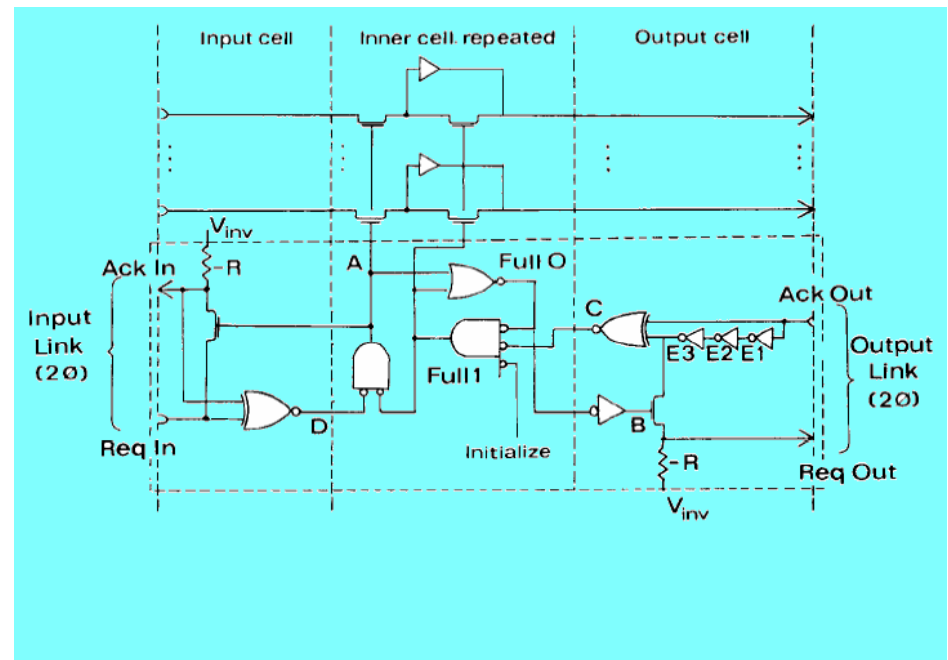 Input cell
Inner cell. repeated
Output cell
Vinv
-R
Ack In
A
Full O
Ack Out
C
Input
Link
(2Ø)
E3 E2 E1
Output
Link
(2Ø)
Full 1
D
B
Req In
Initialize
-R
Req Out
Vinv